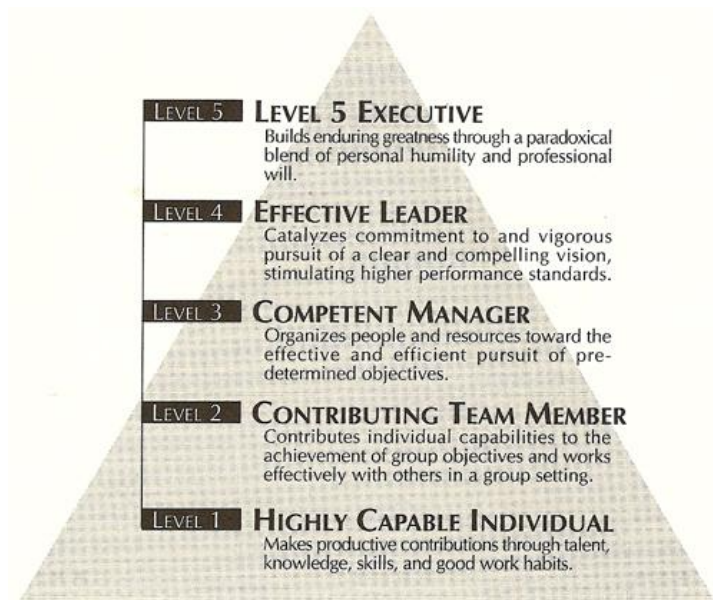 LEVEL 5 LEVEL 5 EXECUTIVE
Builds enduring greatness through a paradoxical
blend of personal humility and professional
will.
LEVEL 4 EFFECTIVE LEADER
Catalyzes commitment to and vigorous
pursuit of a clear and compelling vision,
stimulating higher performance standards.
LEVEL 3 COMPETENT MANAGER
Organizes people and resources toward the
effective and efficient pursuit of pre-
determined objectives.
LEVEL 2 CONTRIBUTING TEAM MEMBER
Contributes individual capabilities to the
achievement of group objectives and works
effectively with others in a group setting.
LEVEL 1 HIGHLY CAPABLE INDIVIDUAL
Makes productive contributions through talent,
knowledge, skills, and good work habits.